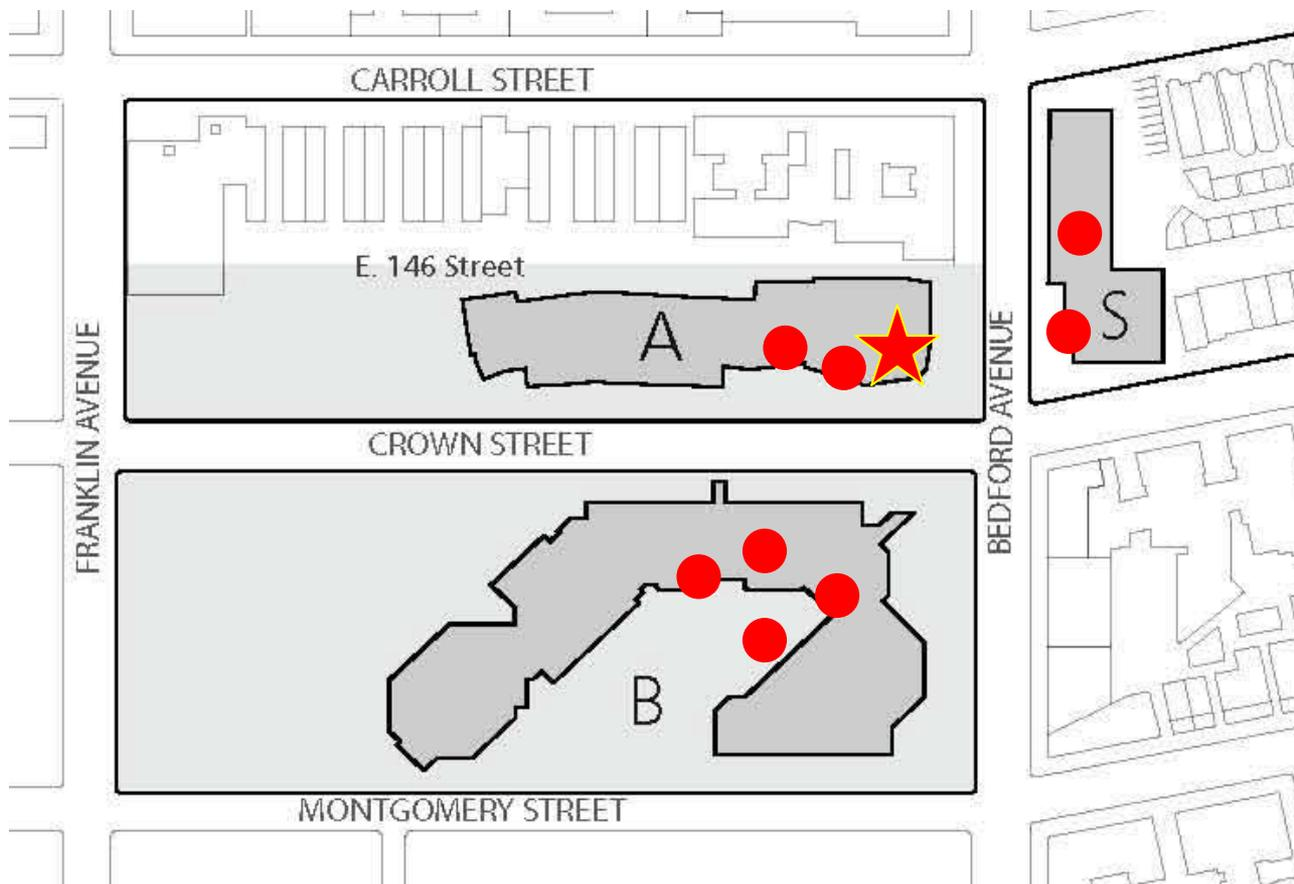 CARROLL STREET
E. 146 Street
A
S
FRANKLIN AVENUE
BEDFORD AVENUE
CROWN STREET
B
MONTGOMERY STREET